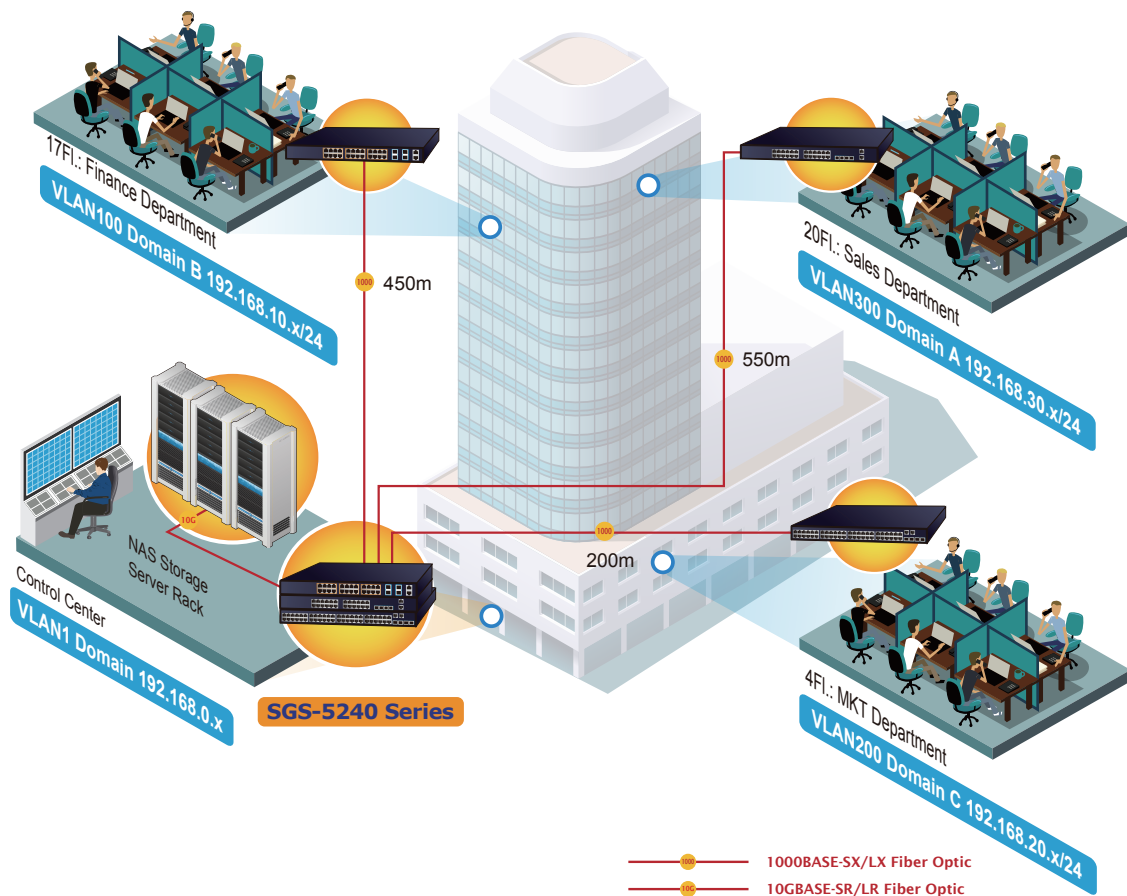 17Fl.: Finance Department
VLAN100 Domain B 192.168.10.x/24
1000
450m
20Fl.: Sales Department
VLAN300 Domain A 192.168.30.x/24
1000
550m
10G
NAS Storage
Server Rack
Control Center
VLAN1 Domain 192.168.0.x
SGS-5240 Series
1000
200m
4Fl.: MKT Department
VLAN200 Domain C 192.168.20.x/24
1000
1000BASE-SX/LX Fiber Optic
10G
10GBASE-SR/LR Fiber Optic